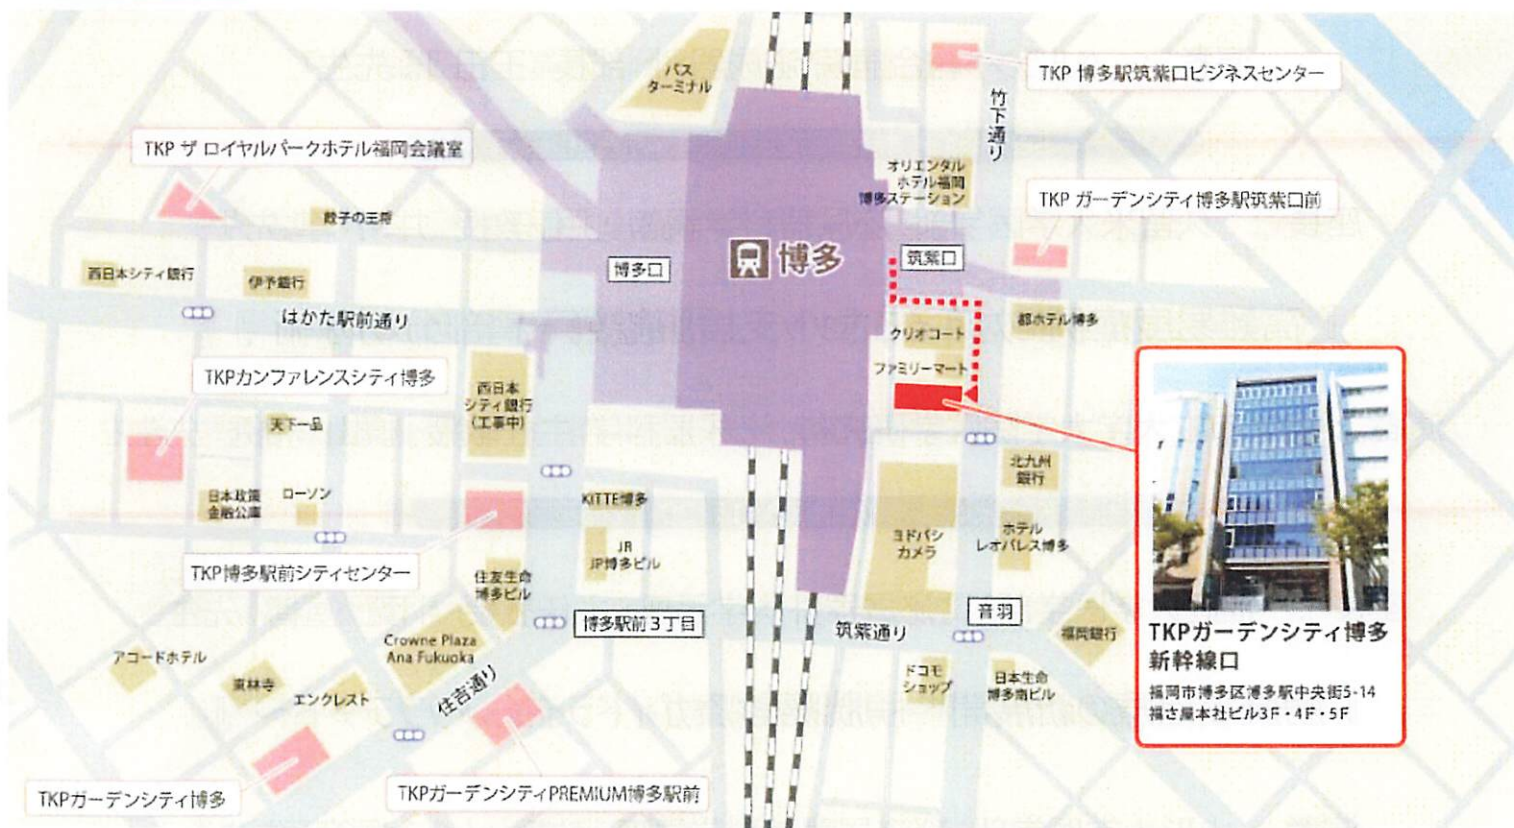 バス
ターミナル
TKP 博多駅筑紫口ビジネスセンター
竹下通り
TKP ザ ロイヤルパークホテル福岡会議室
オリエンタル
ホテル福岡
博多ステーション
TKP ガーデンシティ博多駅筑紫口前
餃子の王将
西日本シティ銀行
伊予銀行
博多口
博多
筑紫口
はかた駅前通り
クリオコート
都ホテル博多
ファミリーマート
TKPカンファレンスシティ博多
西日本
シティ銀行
(工事中)
天下一品
北九州
銀行
日本政策
金融公庫
ローソン
KITTE博多
JR
JP博多ビル
ヨドバシ
カメラ
ホテル
レオパレス博多
TKP博多駅前シティセンター
住友生命
博多ビル
博多駅前3丁目
筑紫通り
音羽
福岡銀行
TKPガーデンシティ博多
新幹線口
福岡市博多区博多駅中央街5-14
福さ屋本社ビル3F・4F・5F
Crowne Plaza
Ana Fukuoka
アコードホテル
東林寺
エンクレスト
住吉通り
ドコモ
ショップ
日本生命
博多南ビル
TKPガーデンシティ博多
TKPガーデンシティPREMIUM博多駅前